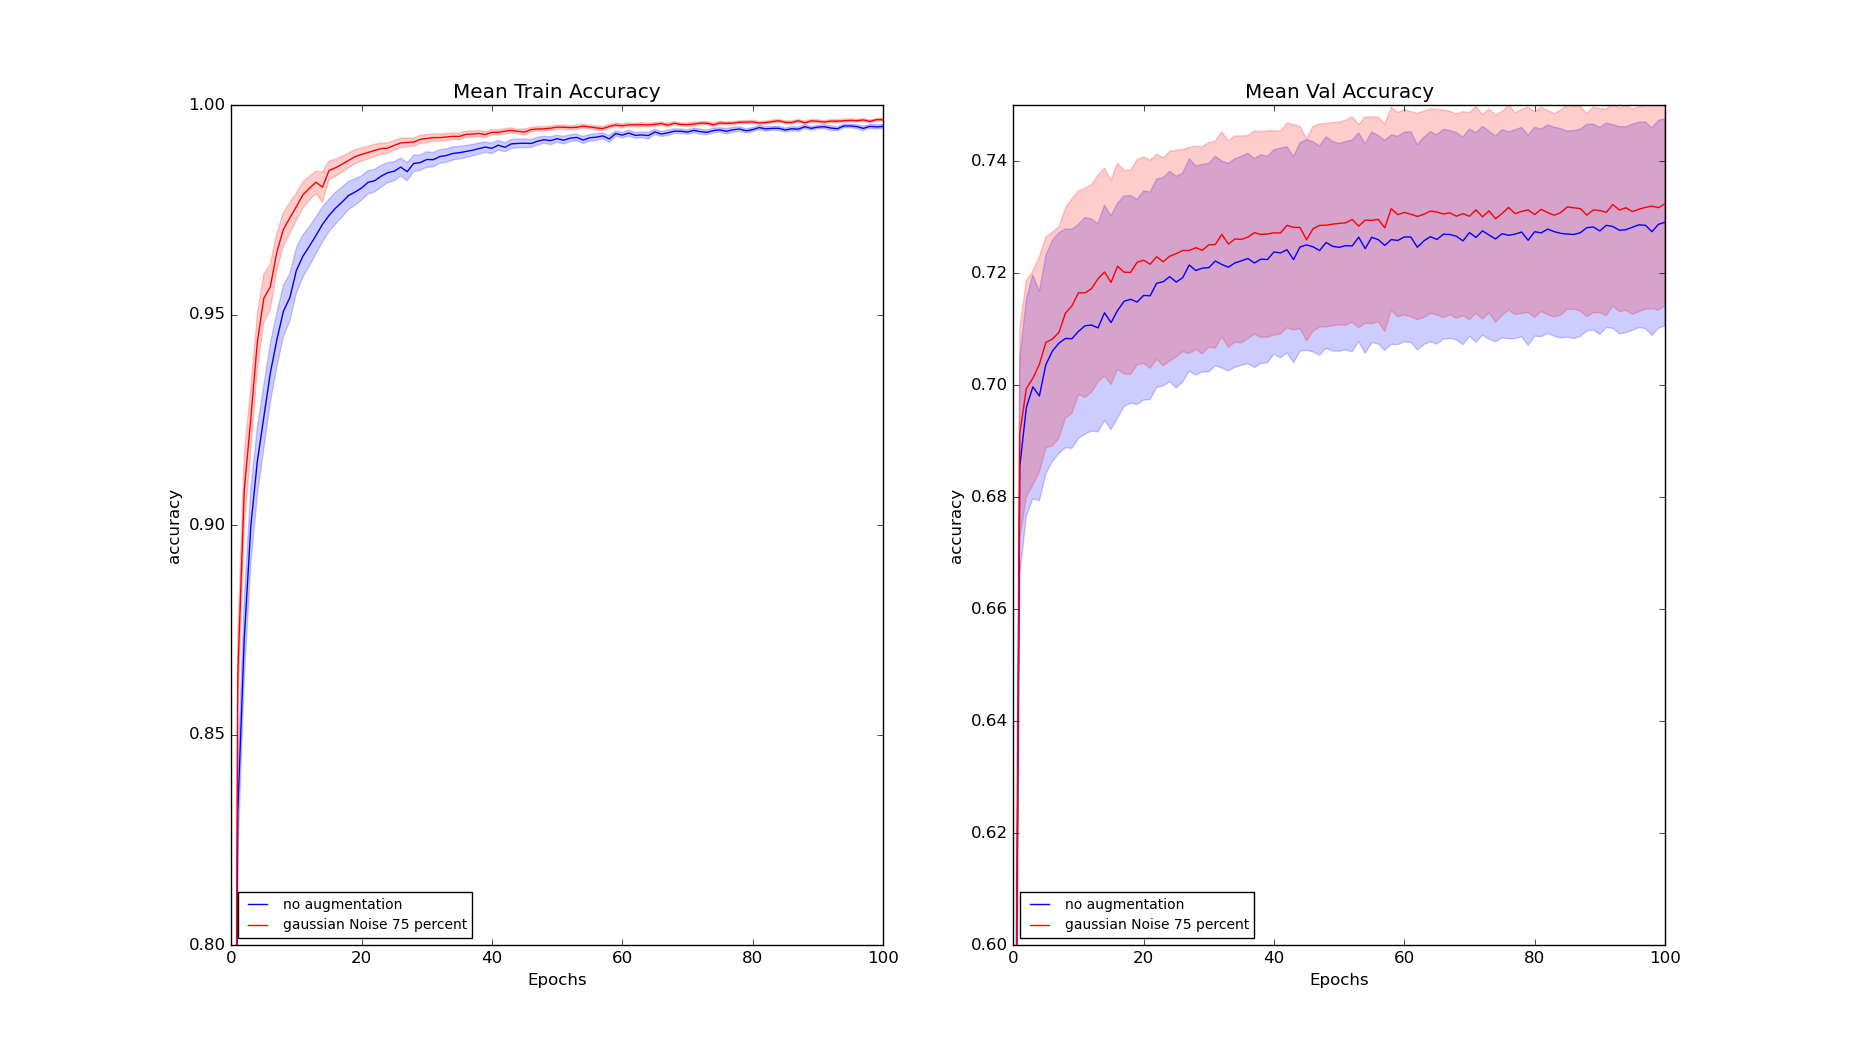 Mean Train Accuracy
1.00
0.95
0.90
0.85
0.80
accuracy
no augmentation
gaussian Noise 75 percent
0 20 40 60 80 100
Epochs
Mean Val Accuracy
0.74
0.72
0.70
0.68
0.66
0.64
0.62
0.60
accuracy
no augmentation
gaussian Noise 75 percent
0 20 40 60 80 100
Epochs